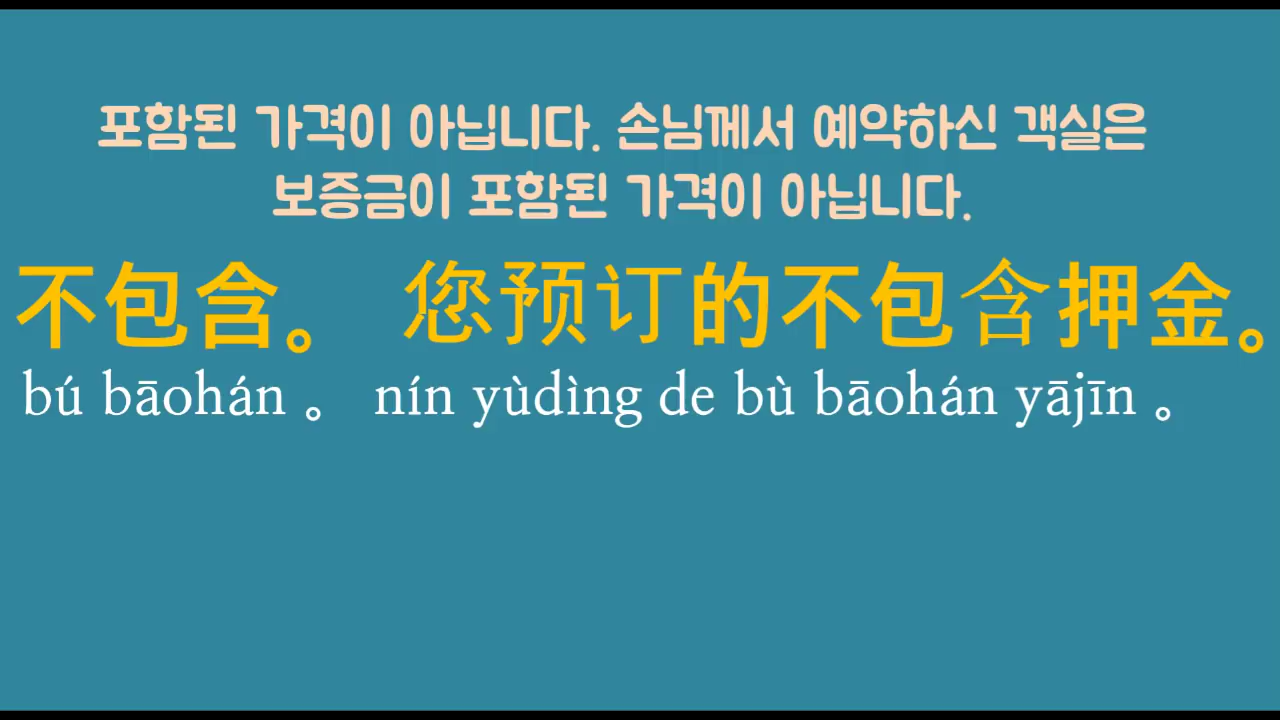 포함된 가격이 아닙니다. 손님께서 예약하신 객실은
보증금이 포함된 가격이 아닙니다.
不包含。 您预订的不包含押金。
bú bāohán 。 nín yùdìng de bù bāohán yājīn 。